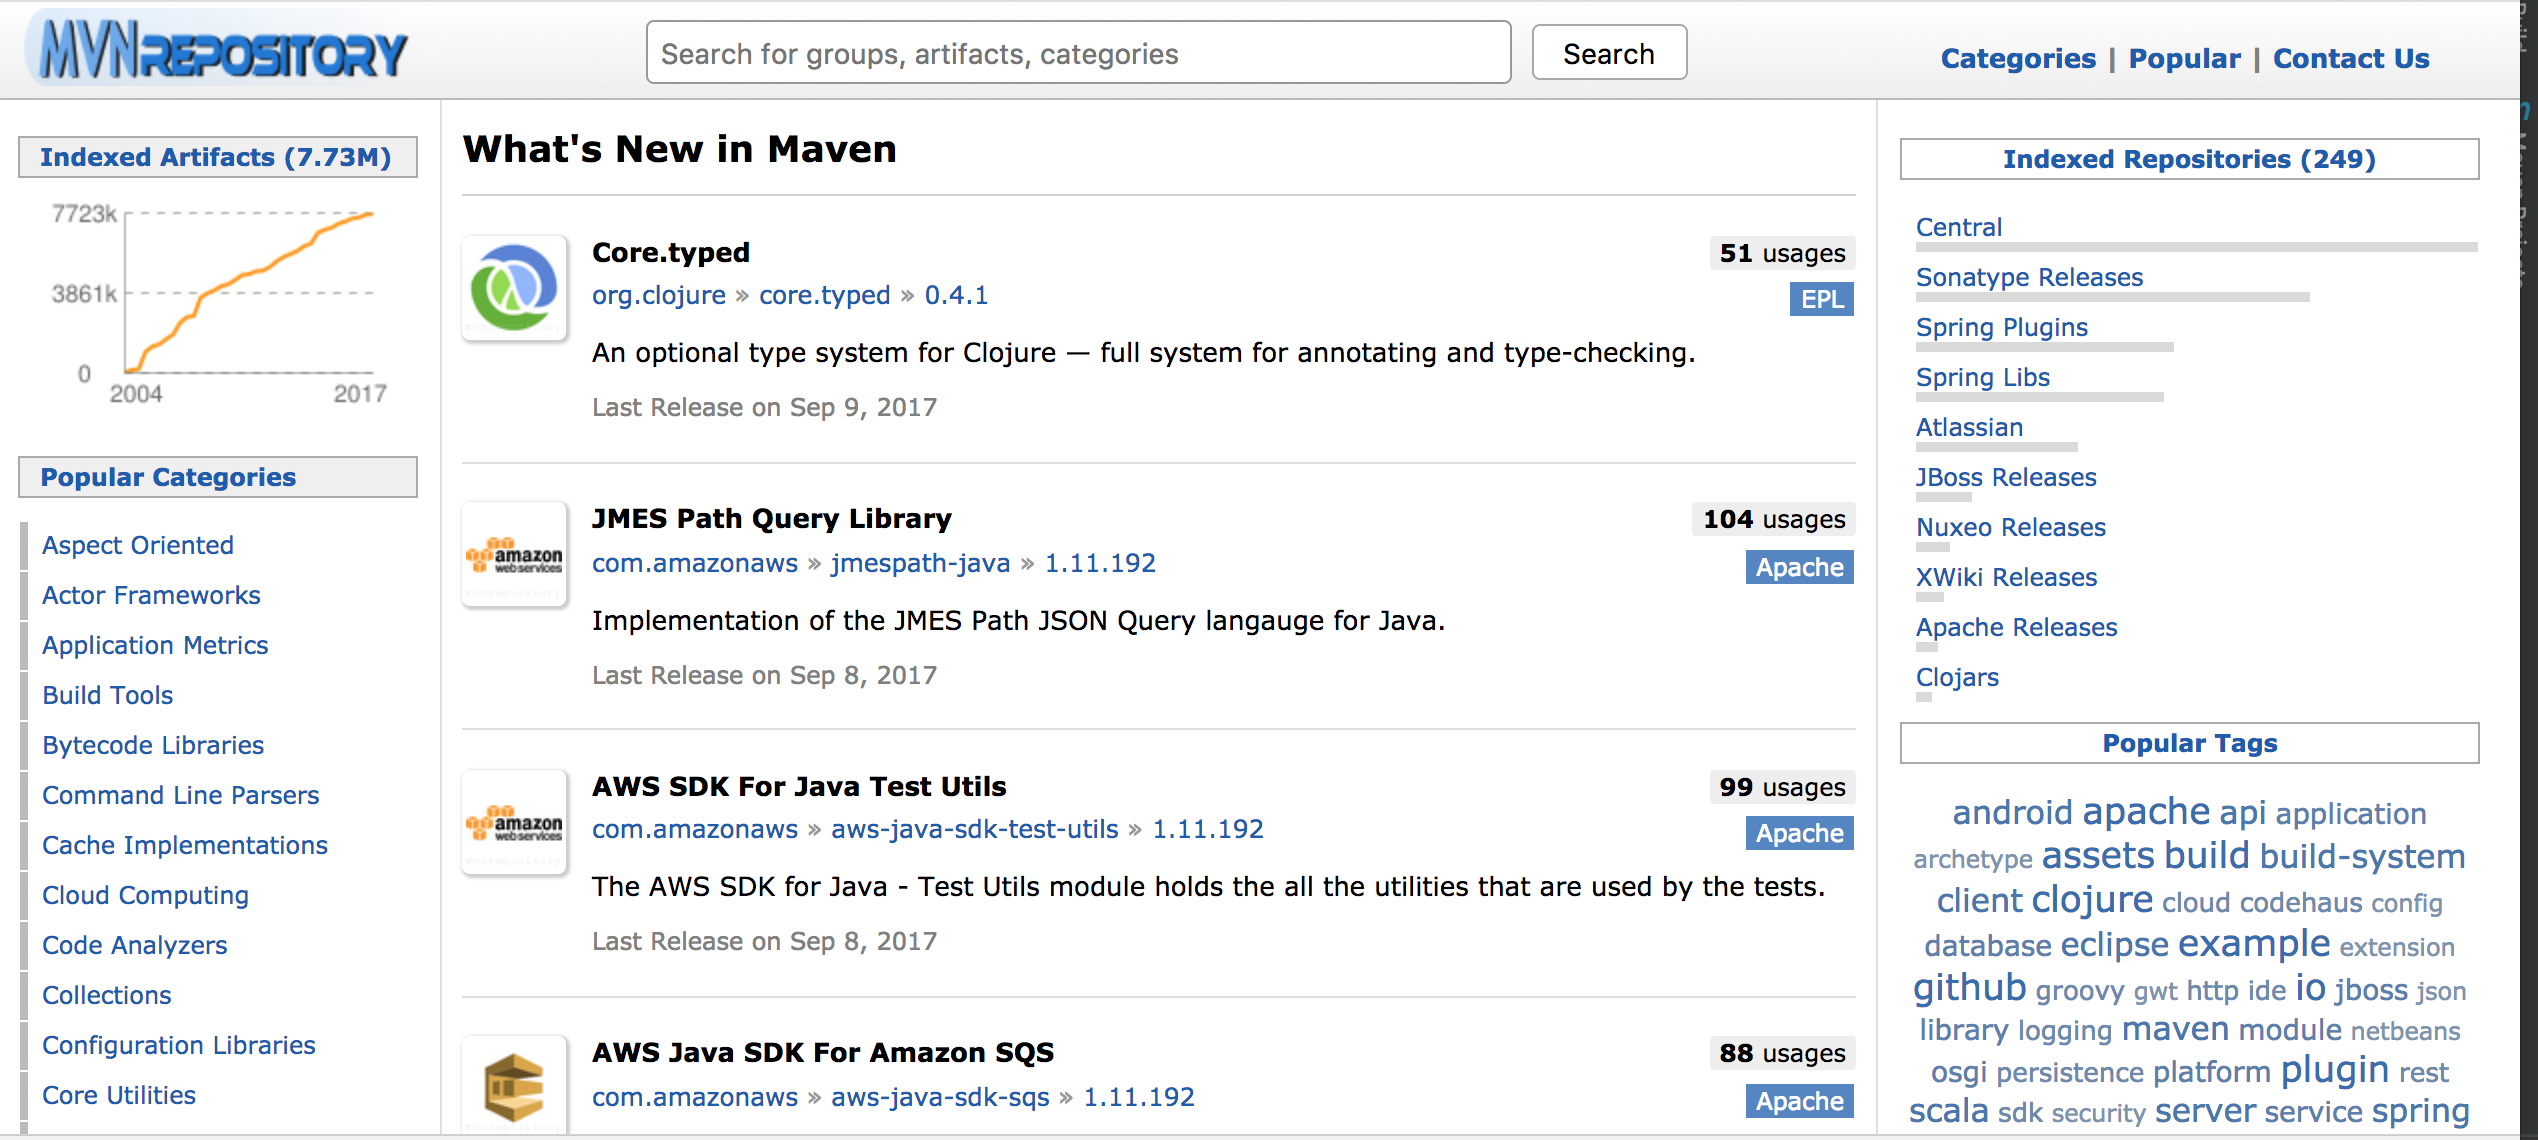 MVNREPOSITORY
Search for groups, artifacts, categories
Search
Categories | Popular | Contact Us
Indexed Artifacts (7.73M)
7723k
3861k
0
2004 2017
Popular Categories
Aspect Oriented
Actor Frameworks
Application Metrics
Build Tools
Bytecode Libraries
Command Line Parsers
Cache Implementations
Cloud Computing
Code Analyzers
Collections
Configuration Libraries
Core Utilities
What's New in Maven
Core.typed
51 usages
org.clojure » core.typed » 0.4.1
EPL
An optional type system for Clojure — full system for annotating and type-checking.
Last Release on Sep 9, 2017
JMES Path Query Library
104 usages
amazon
webservices
mvnrepository
com.amazonaws » jmespath-java » 1.11.192
Apache
Implementation of the JMES Path JSON Query langauge for Java.
Last Release on Sep 8, 2017
AWS SDK For Java Test Utils
99 usages
amazon
webservices
mvnrepository
com.amazonaws » aws-java-sdk-test-utils » 1.11.192
Apache
The AWS SDK for Java - Test Utils module holds the all the utilities that are used by the tests.
Last Release on Sep 8, 2017
AWS Java SDK For Amazon SQS
88 usages
com.amazonaws » aws-java-sdk-sqs » 1.11.192
Apache
Indexed Repositories (249)
Central
Sonatype Releases
Spring Plugins
Spring Libs
Atlassian
JBoss Releases
Nuxeo Releases
XWiki Releases
Apache Releases
Clojars
Popular Tags
android apache api application
archetype assets build build-system
client clojure cloud codehaus config
database eclipse example extension
github groovy gwt http ide io jboss json
library logging maven module netbeans
osgi persistence platform plugin rest
scala sdk security server service spring